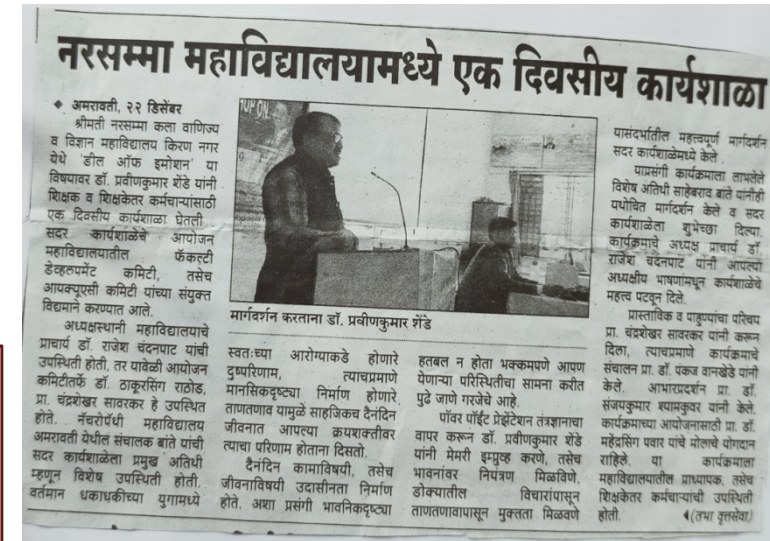 नरसम्मा महाविद्यालयामध्ये एक दिवसीय कार्यशाळा
◆ अमरावती, २२ डिसेंबर
श्रीमती नरसम्मा कला वाणिज्य
व विज्ञान महाविद्यालय किरण नगर
येथे 'डील ऑफ इमोशन' या
विषयावर डॉ. प्रवीणकुमार शेंडे यांनी
शिक्षक व शिक्षकेतर कर्मचाऱ्यांसाठी
एक दिवसीय कार्यशाळा घेतली.
सदर कार्यशाळेचे आयोजन
महाविद्यालयातील फॅकल्टी
डेव्हलपमेंट कमिटी, तसेच
आयक्यूएसी कमिटी यांच्या संयुक्त
विद्यमाने करण्यात आले.
अध्यक्षस्थानी महाविद्यालयाचे
प्राचार्य डॉ. राजेश चंदनपाट यांची
उपस्थिती होती, तर यावेळी आयोजन
कमिटीतर्फे डॉ. ठाकूरसिंग राठोड,
प्रा. चंद्रशेखर सावरकर हे उपस्थित
होते. नॅचरोपॅथी महाविद्यालय
अमरावती येथील संचालक बांते यांची
सदर कार्यशाळेला प्रमुख अतिथी
म्हणून विशेष उपस्थिती होती.
वर्तमान धकाधकीच्या युगामध्ये
मार्गदर्शन करताना डॉ. प्रवीणकुमार शेंडे
स्वतःच्या आरोग्याकडे होणारे
दुष्परिणाम, त्याचप्रमाणे
मानसिकदृष्ट्या निर्माण होणारे
ताणतणाव यामुळे साहजिकच दैनंदिन
जीवनात आपल्या क्रयशक्तीवर
त्याचा परिणाम होताना दिसतो.
दैनंदिन कामाविषयी, तसेच
जीवनाविषयी उदासीनता निर्माण
होते. अशा प्रसंगी भावनिकदृष्ट्या
हतबल न होता भक्कमपणे आपण
येणाऱ्या परिस्थितीचा सामना करीत
पुढे जाणे गरजेचे आहे.
पॉवर पॉईंट प्रेझेंटेशन तंत्रज्ञानाचा
वापर करून डॉ. प्रवीणकुमार शेंडे
यांनी मेमरी इम्प्रुव्ह करणे, तसेच
भावनांवर नियंत्रण मिळविणे,
डोक्यातील विचारांपासून
ताणतणावापासून मुक्तता मिळवणे
यासंदर्भातील महत्वपूर्ण मार्गदर्शन
सदर कार्यशाळेमध्ये केले.
याप्रसंगी कार्यक्रमाला लाभलेले
विशेष अतिथी साहेबराव बांते यांनीही
यथोचित मार्गदर्शन केले व सदर
कार्यशाळेला शुभेच्छा दिल्या.
कार्यक्रमाचे अध्यक्ष प्राचार्य डॉ.
राजेश चंदनपाट यांनी आपल्या
अध्यक्षीय भाषणामधून कार्यशाळेचे
महत्व पटवून दिले.
प्रास्ताविक व पाहुण्यांचा परिचय
प्रा. चंद्रशेखर सावरकर यांनी करून
दिला, त्याचप्रमाणे कार्यक्रमाचे
संचालन प्रा. डॉ. पंकज वानखेडे यांनी
केले. आभारप्रदर्शन प्रा. डॉ.
संजयकुमार श्यामकुवर यांनी केले.
कार्यक्रमाच्या आयोजनासाठी प्रा. डॉ.
महेंद्रसिंग पवार यांचे मोलाचे योगदान
राहिले. या कार्यक्रमाला
महाविद्यालयातील प्राध्यापक, तसेच
शिक्षकेतर कर्मचाऱ्यांची उपस्थिती
होती. (तभा वृत्तसेवा)